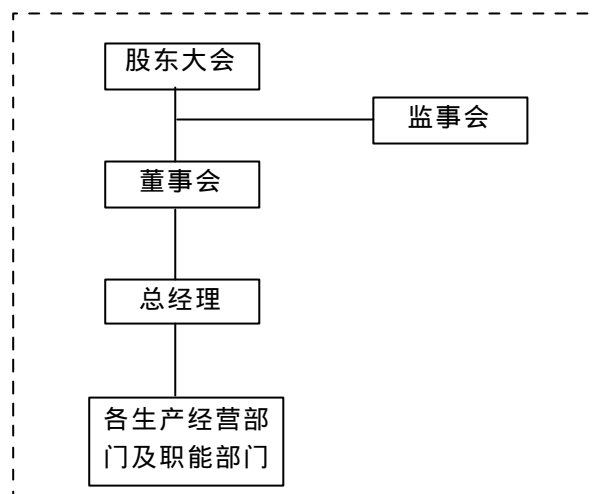 股东大会
监事会
董事会
总经理
各生产经营部
门及职能部门